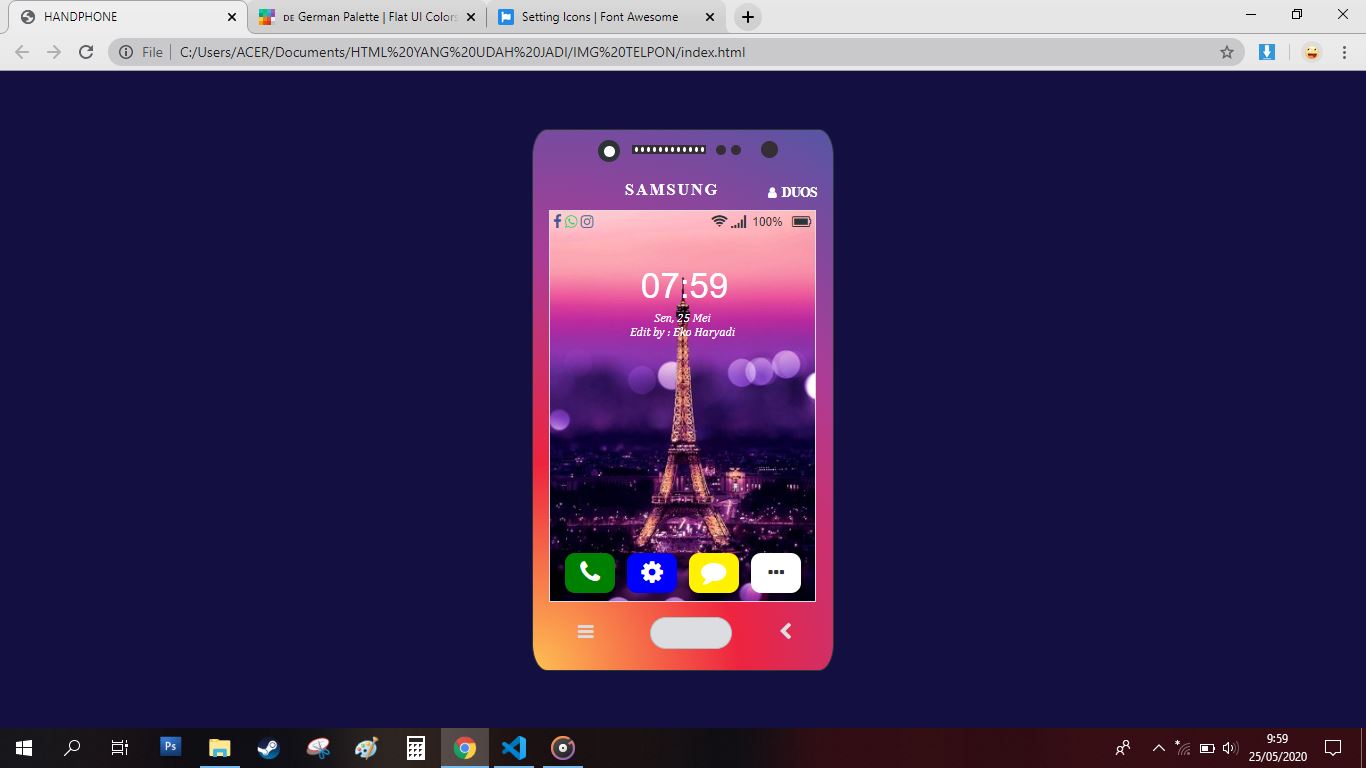 HANDPHONE
DE German Palette | Flat UI Colors
Setting Icons | Font Awesome
File | C:/Users/ACER/Documents/HTML%20YANG%20UDAH%20JADI/IMG%20TELPON/index.html
SAMSUNG
DUOS
100%
07:59
Sen, 25 Mei
Edit by : Eko Haryadi
Ps
9:59
25/05/2020